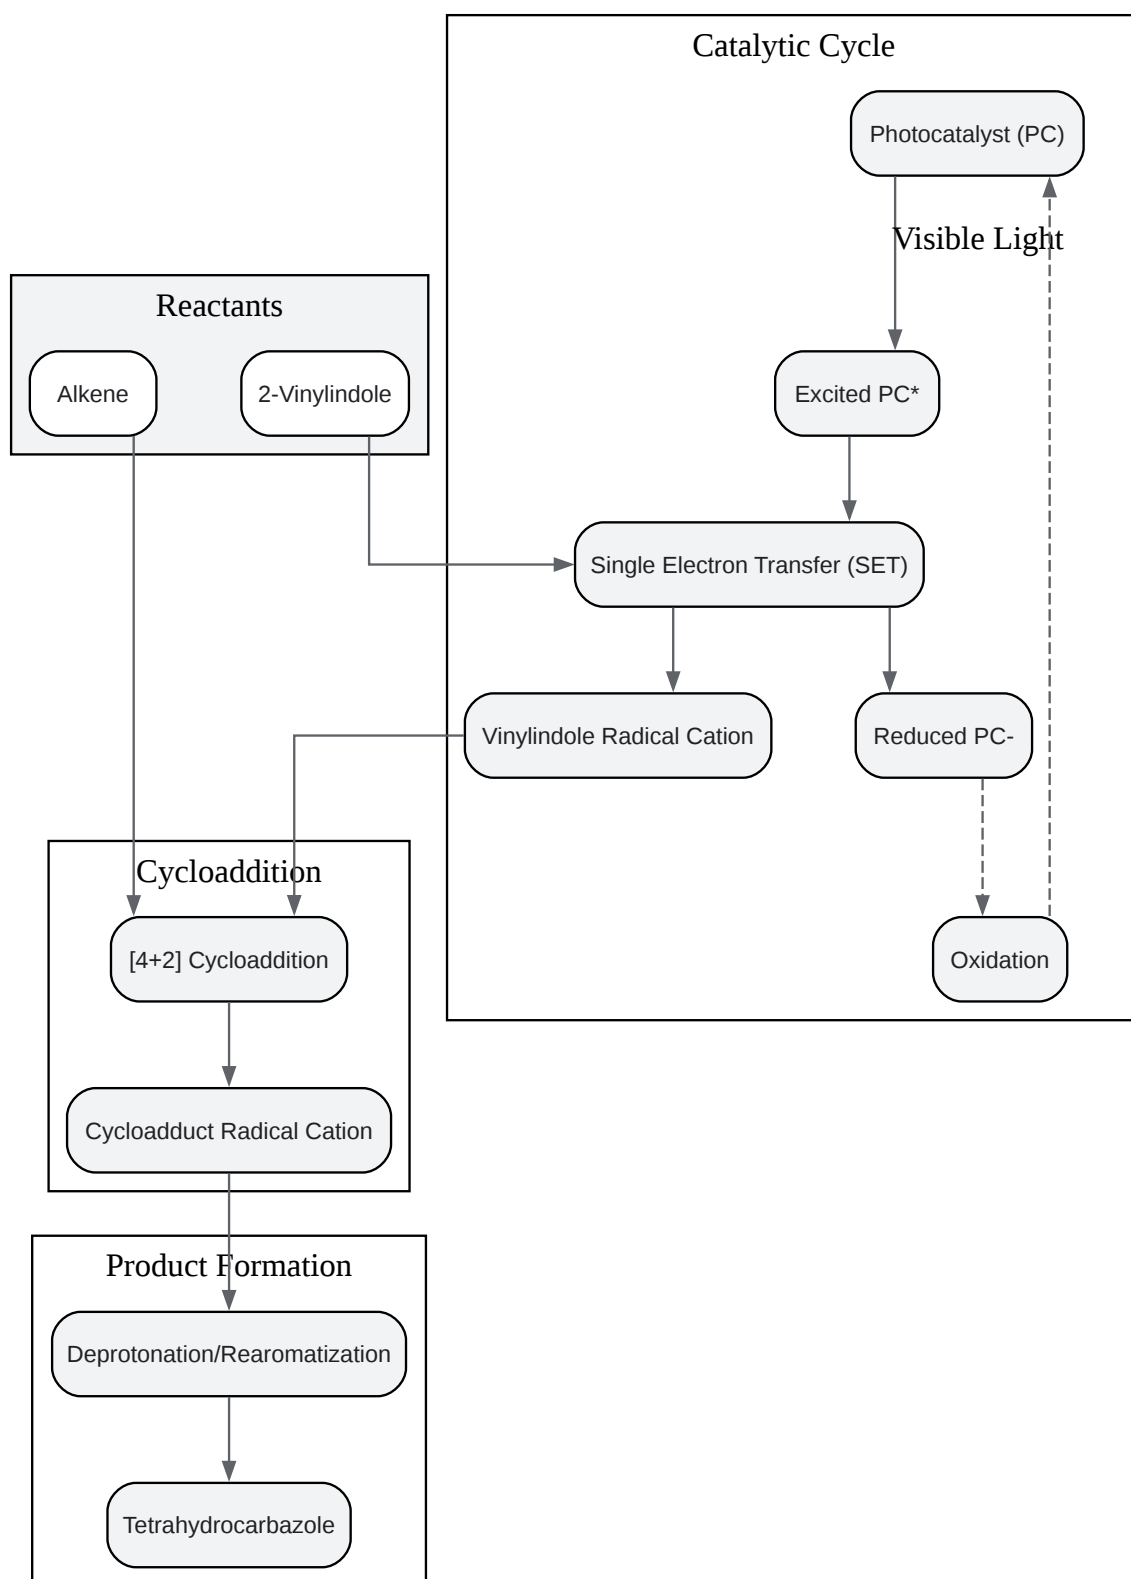 Catalytic Cycle
Photocatalyst (PC)
Visible Light
Reactants
Alkene
2-Vinylindole
Excited PC*
Single Electron Transfer (SET)
Vinylindole Radical Cation
Reduced PC-
Cycloaddition
[4+2] Cycloaddition
Oxidation
Cycloadduct Radical Cation
Product Formation
Deprotonation/Rearomatization
Tetrahydrocarbazole